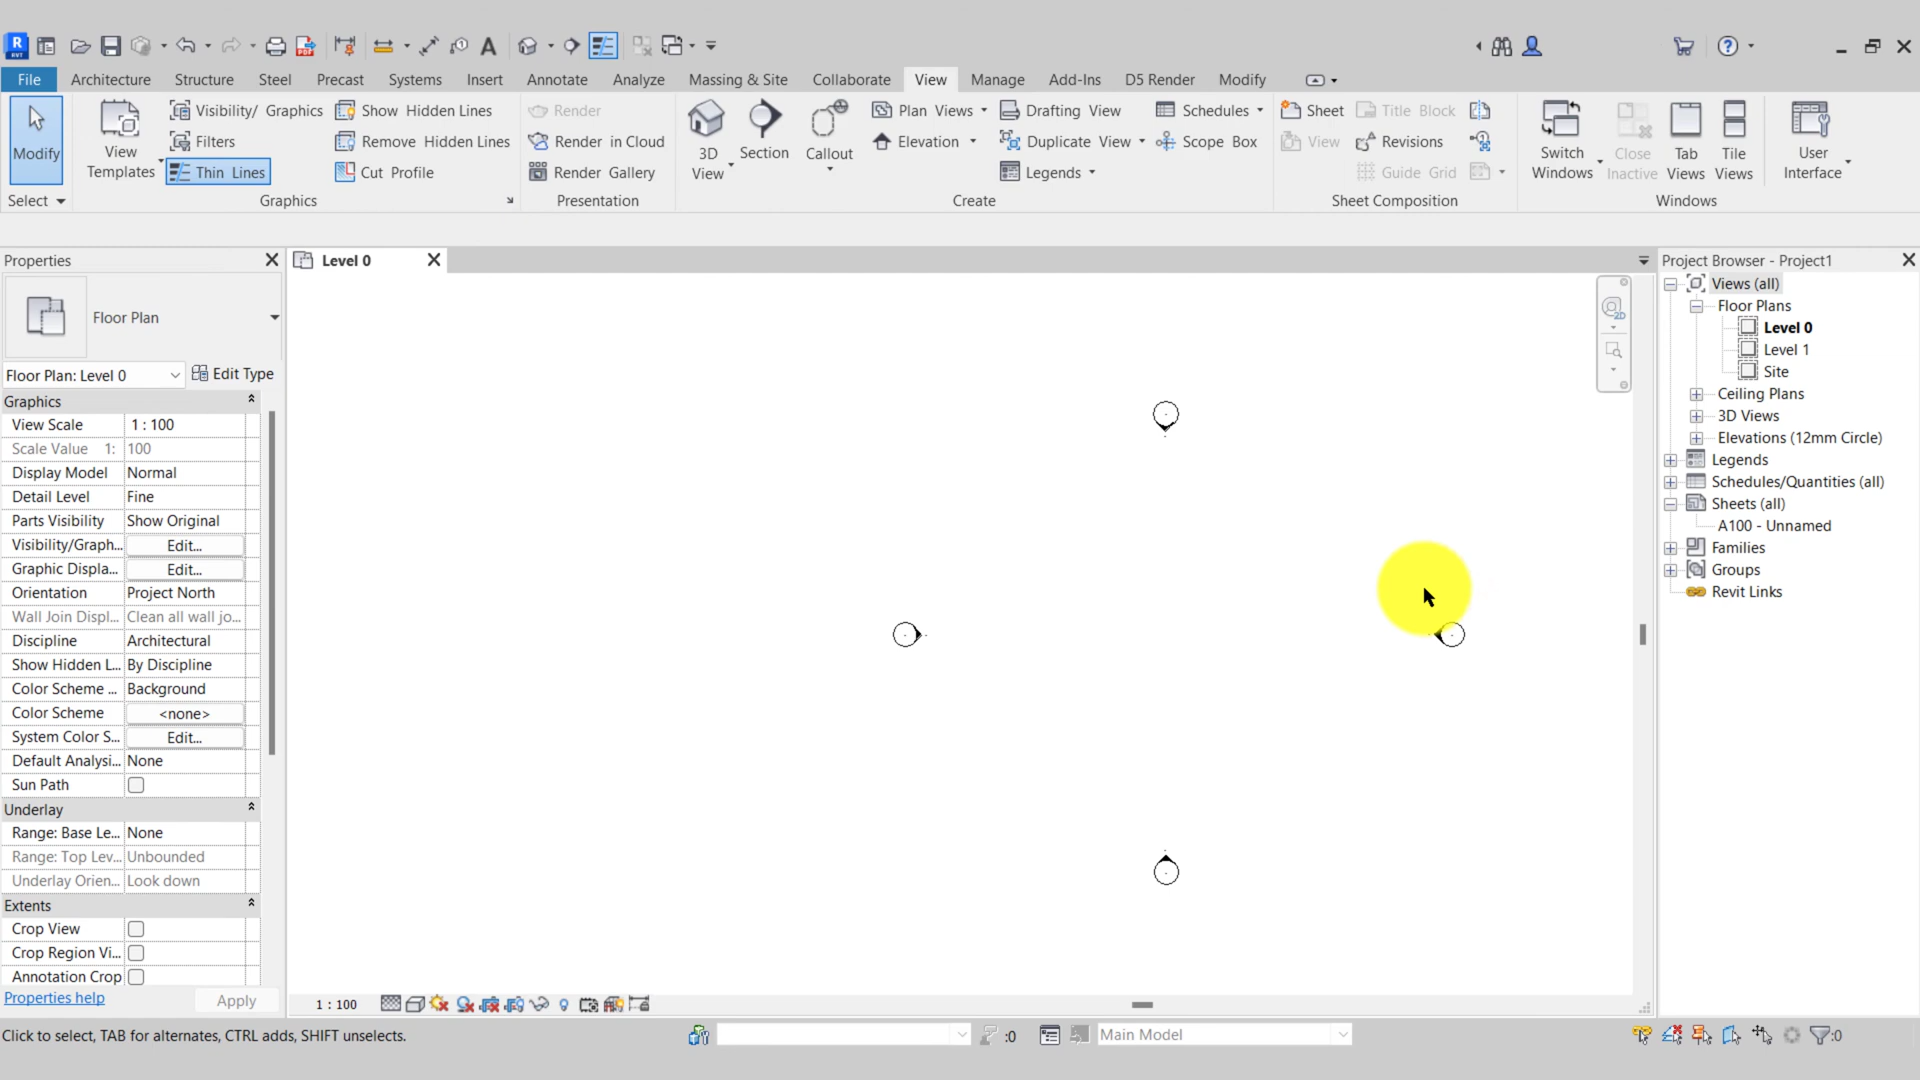 R
RVT
A
File Architecture Structure Steel Precast Systems Insert Annotate Analyze Massing & Site Collaborate View Manage Add-Ins D5 Render Modify
Modify
View Templates
Visibility/ Graphics
Filters
Thin Lines
Show Hidden Lines
Remove Hidden Lines
Cut Profile
Render
Render in Cloud
Render Gallery
3D View
Section
Callout
Plan Views
Elevation
Drafting View
Duplicate View
Legends
Schedules
Scope Box
Sheet
View
Title Block
Revisions
Guide Grid
Switch Windows
Close Inactive
Tab Views
Tile Views
User Interface
Select Graphics Presentation Create Sheet Composition Windows
Properties
Floor Plan
Floor Plan: Level 0 Edit Type
Graphics
View Scale 1 : 100
Scale Value 1: 100
Display Model Normal
Detail Level Fine
Parts Visibility Show Original
Visibility/Graph... Edit...
Graphic Displa... Edit...
Orientation Project North
Wall Join Displ... Clean all wall jo...
Discipline Architectural
Show Hidden L... By Discipline
Color Scheme ... Background
Color Scheme <none>
System Color S... Edit...
Default Analysi... None
Sun Path
Underlay
Range: Base Le... None
Range: Top Lev... Unbounded
Underlay Orien... Look down
Extents
Crop View
Crop Region Vi...
Annotation Crop
Properties help Apply
Level 0
2D
1 : 100
Project Browser - Project1
Views (all)
Floor Plans
Level 0
Level 1
Site
Ceiling Plans
3D Views
Elevations (12mm Circle)
Legends
Schedules/Quantities (all)
Sheets (all)
A100 - Unnamed
Families
Groups
Revit Links
Click to select, TAB for alternates, CTRL adds, SHIFT unselects.
:0
Main Model
:0